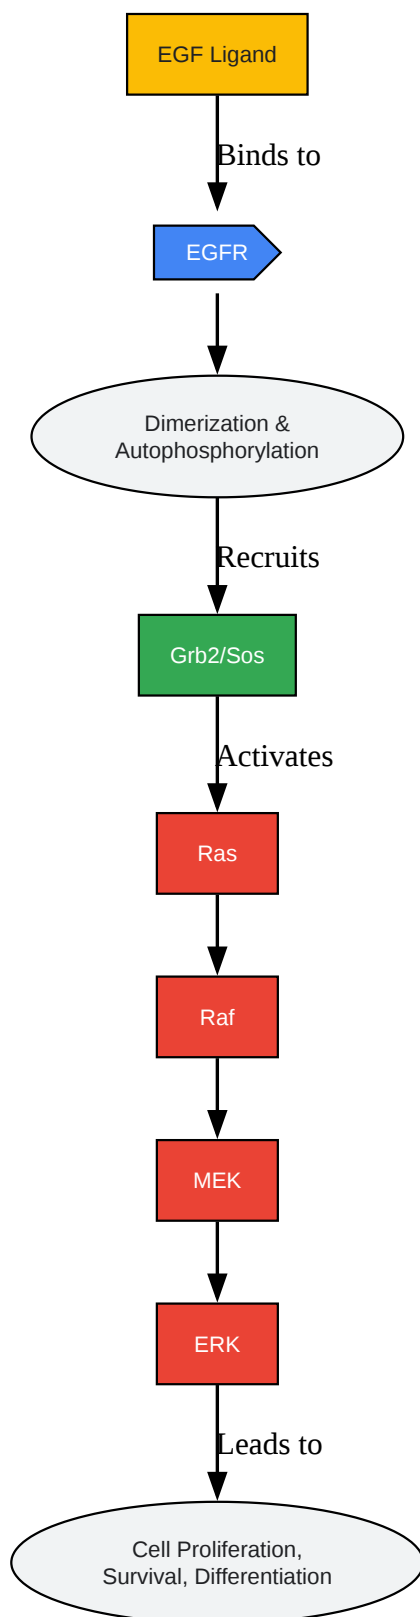 EGF Ligand
Binds to
EGFR
Dimerization &
Autophosphorylation
Recruits
Grb2/Sos
Activates
Ras
Raf
MEK
ERK
Leads to
Cell Proliferation,
Survival, Differentiation